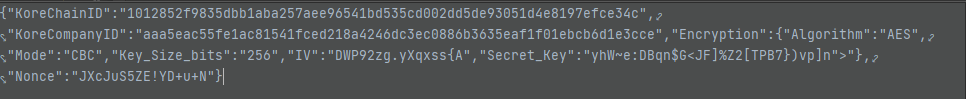 {"KoreChainID":"1012852f9835dbb1aba257aee96541bd535cd002dd5de93051d4e8197efce34c",
"KoreCompanyID":"aaa5eac55fe1ac81541fced218a4246dc3ec0886b3635eaf1f01ebcb6d1e3cce","Encryption":{"Algorithm":"AES",
"Mode":"CBC","Key_Size_bits":"256","IV":"DWP92zg.yXqxss{A","Secret_Key":"yhW~e:DBqn$G<JF]%Z2[TPB7})vp]n">"},
"Nonce":"JXcJuS5ZE!YD+u+N"}